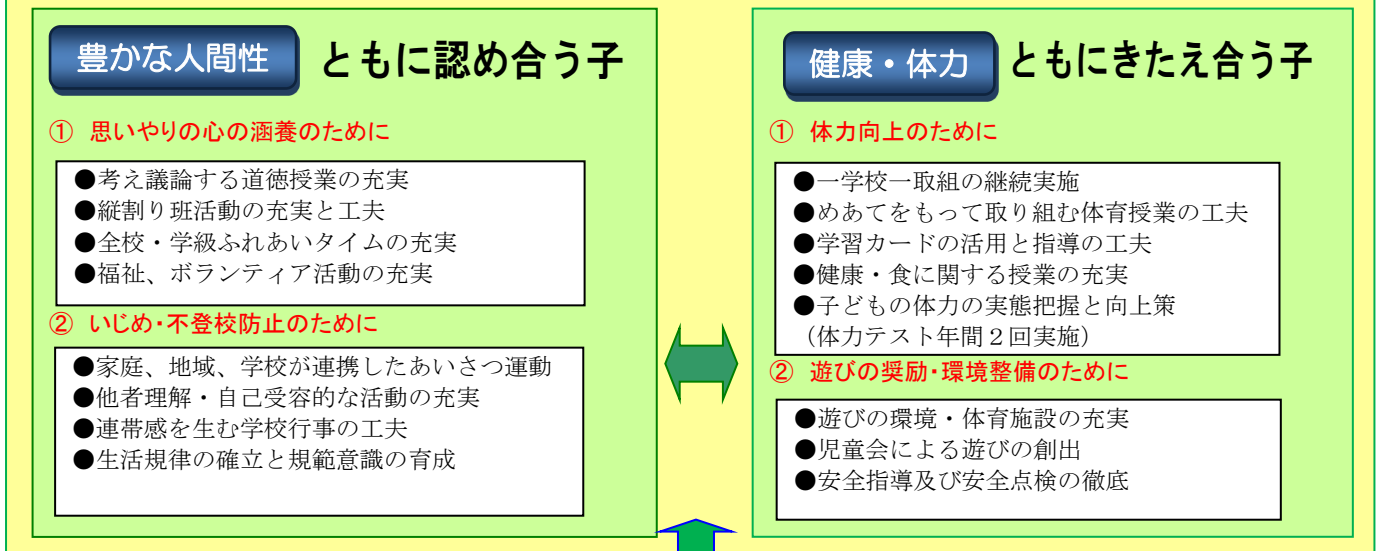 豊かな人間性 ともに認め合う子
① 思いやりの心の涵養のために
●考え議論する道徳授業の充実
●縦割り班活動の充実と工夫
●全校・学級ふれあいタイムの充実
●福祉、ボランティア活動の充実
② いじめ・不登校防止のために
●家庭、地域、学校が連携したあいさつ運動
●他者理解・自己受容的な活動の充実
●連帯感を生む学校行事の工夫
●生活規律の確立と規範意識の育成
健康・体力 ともにきたえ合う子
① 体力向上のために
●一学校一取組の継続実施
●めあてをもって取り組む体育授業の工夫
●学習カードの活用と指導の工夫
●健康・食に関する授業の充実
●子どもの体力の実態把握と向上策
（体力テスト年間２回実施）
② 遊びの奨励・環境整備のために
●遊びの環境・体育施設の充実
●児童会による遊びの創出
●安全指導及び安全点検の徹底